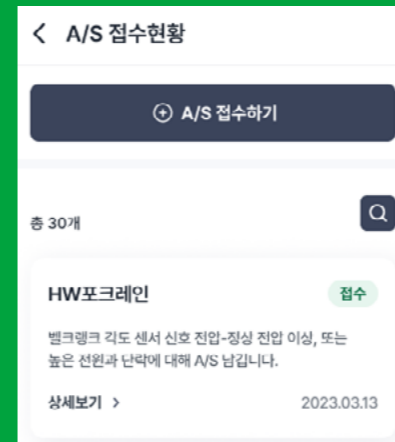 A/S 접수현황
A/S 접수하기
총 30개
HW포크레인
접수
벨크랭크 각도 센서 신호 전압-정상 전압 이상, 또는
높은 전원과 단락에 대해 A/S 남깁니다.
상세보기
2023.03.13